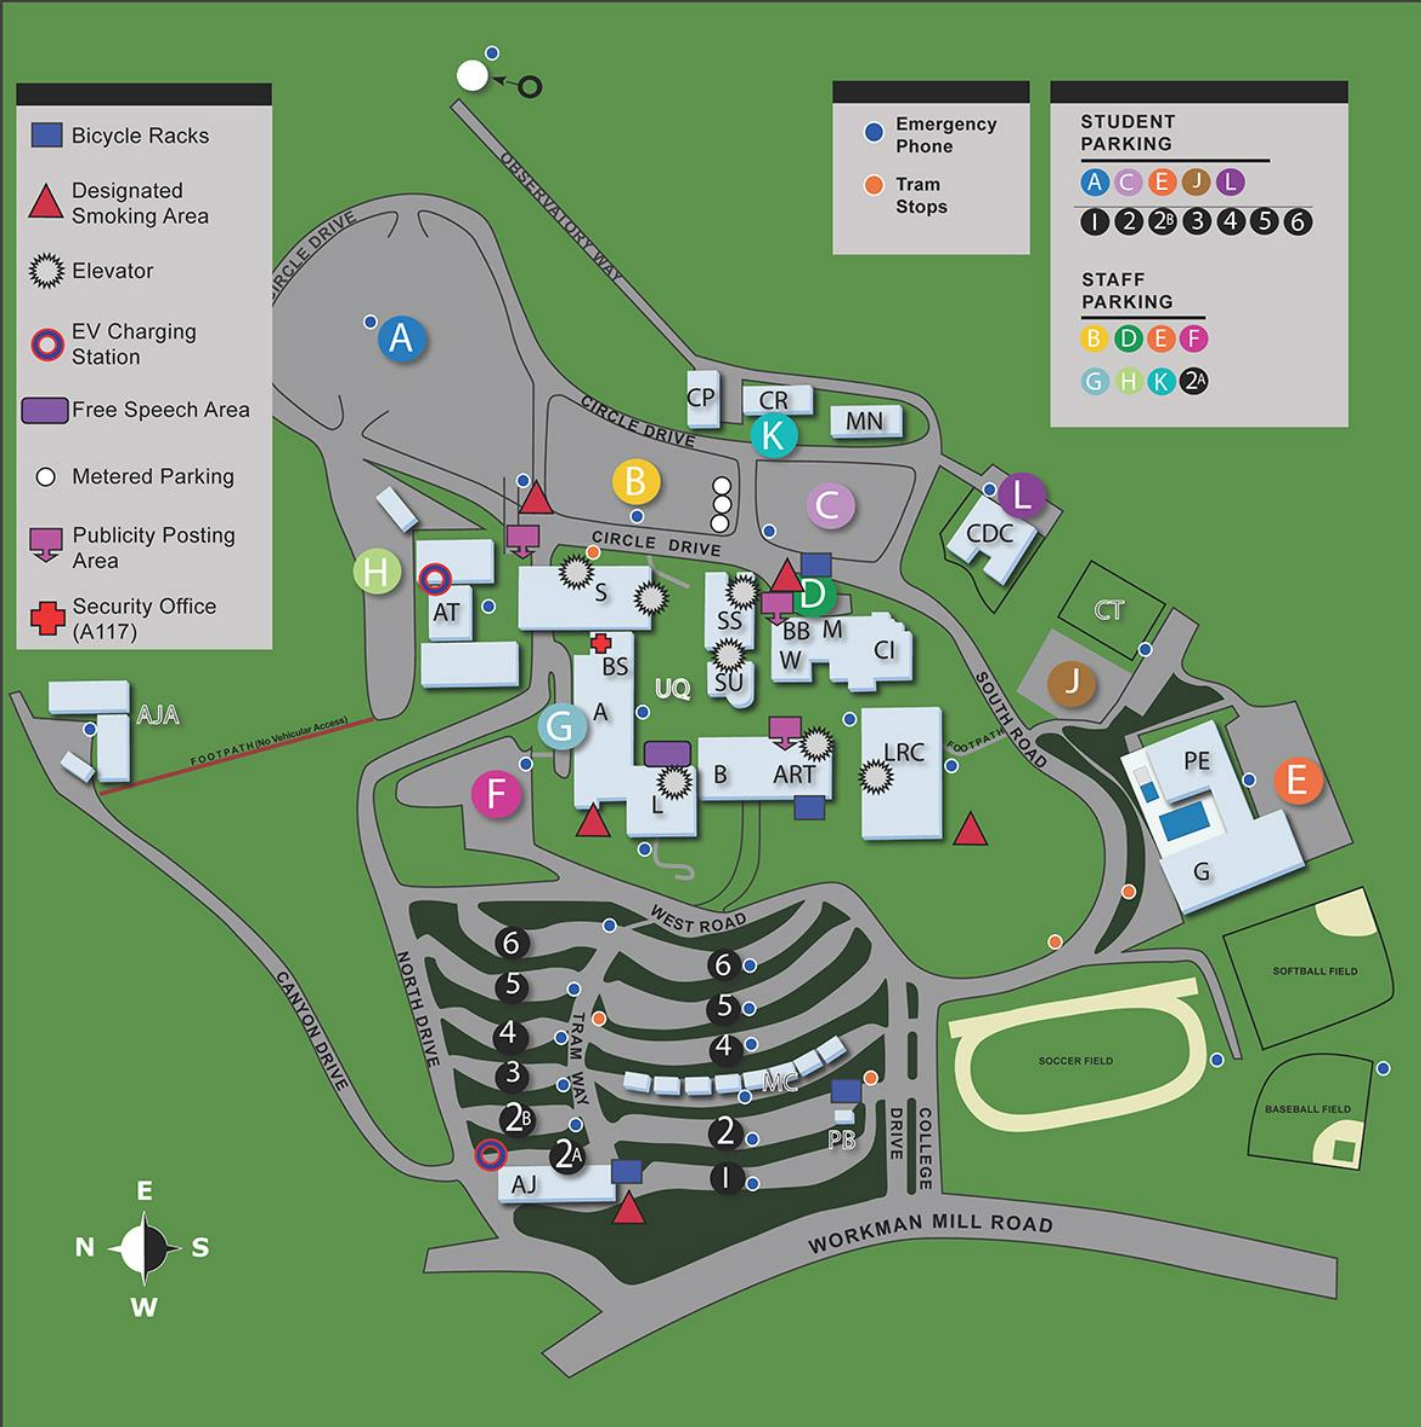 O
OBSERVATORY WAY
Bicycle Racks
Designated
Smoking Area
Elevator
EV Charging
Station
Free Speech Area
Metered Parking
Publicity Posting
Area
Security Office
(A117)
Emergency
Phone
Tram
Stops
STUDENT
PARKING
A C E J L
1 2 2B 3 4 5 6
STAFF
PARKING
B D E F
G H K 2A
CIRCLE DRIVE
A
CP
CR
MN
K
CIRCLE DRIVE
B
C
L
CDC
CIRCLE DRIVE
H
AT
S
D
SS
BB
M
W
CI
SU
CT
J
BS
UQ
A
G
SOUTH ROAD
AJA
FOOTPATH (No Vehicular Access)
FOOTPATH
LRC
PE
E
F
B
ART
L
G
WEST ROAD
6
5
4
3
2B
2A
6
5
4
MC
2
1
PB
AJ
NORTH DRIVE
TRAM WAY
CANYON DRIVE
COLLEGE
DRIVE
SOFTBALL FIELD
SOCCER FIELD
BASEBALL FIELD
WORKMAN MILL ROAD
E
N
S
W